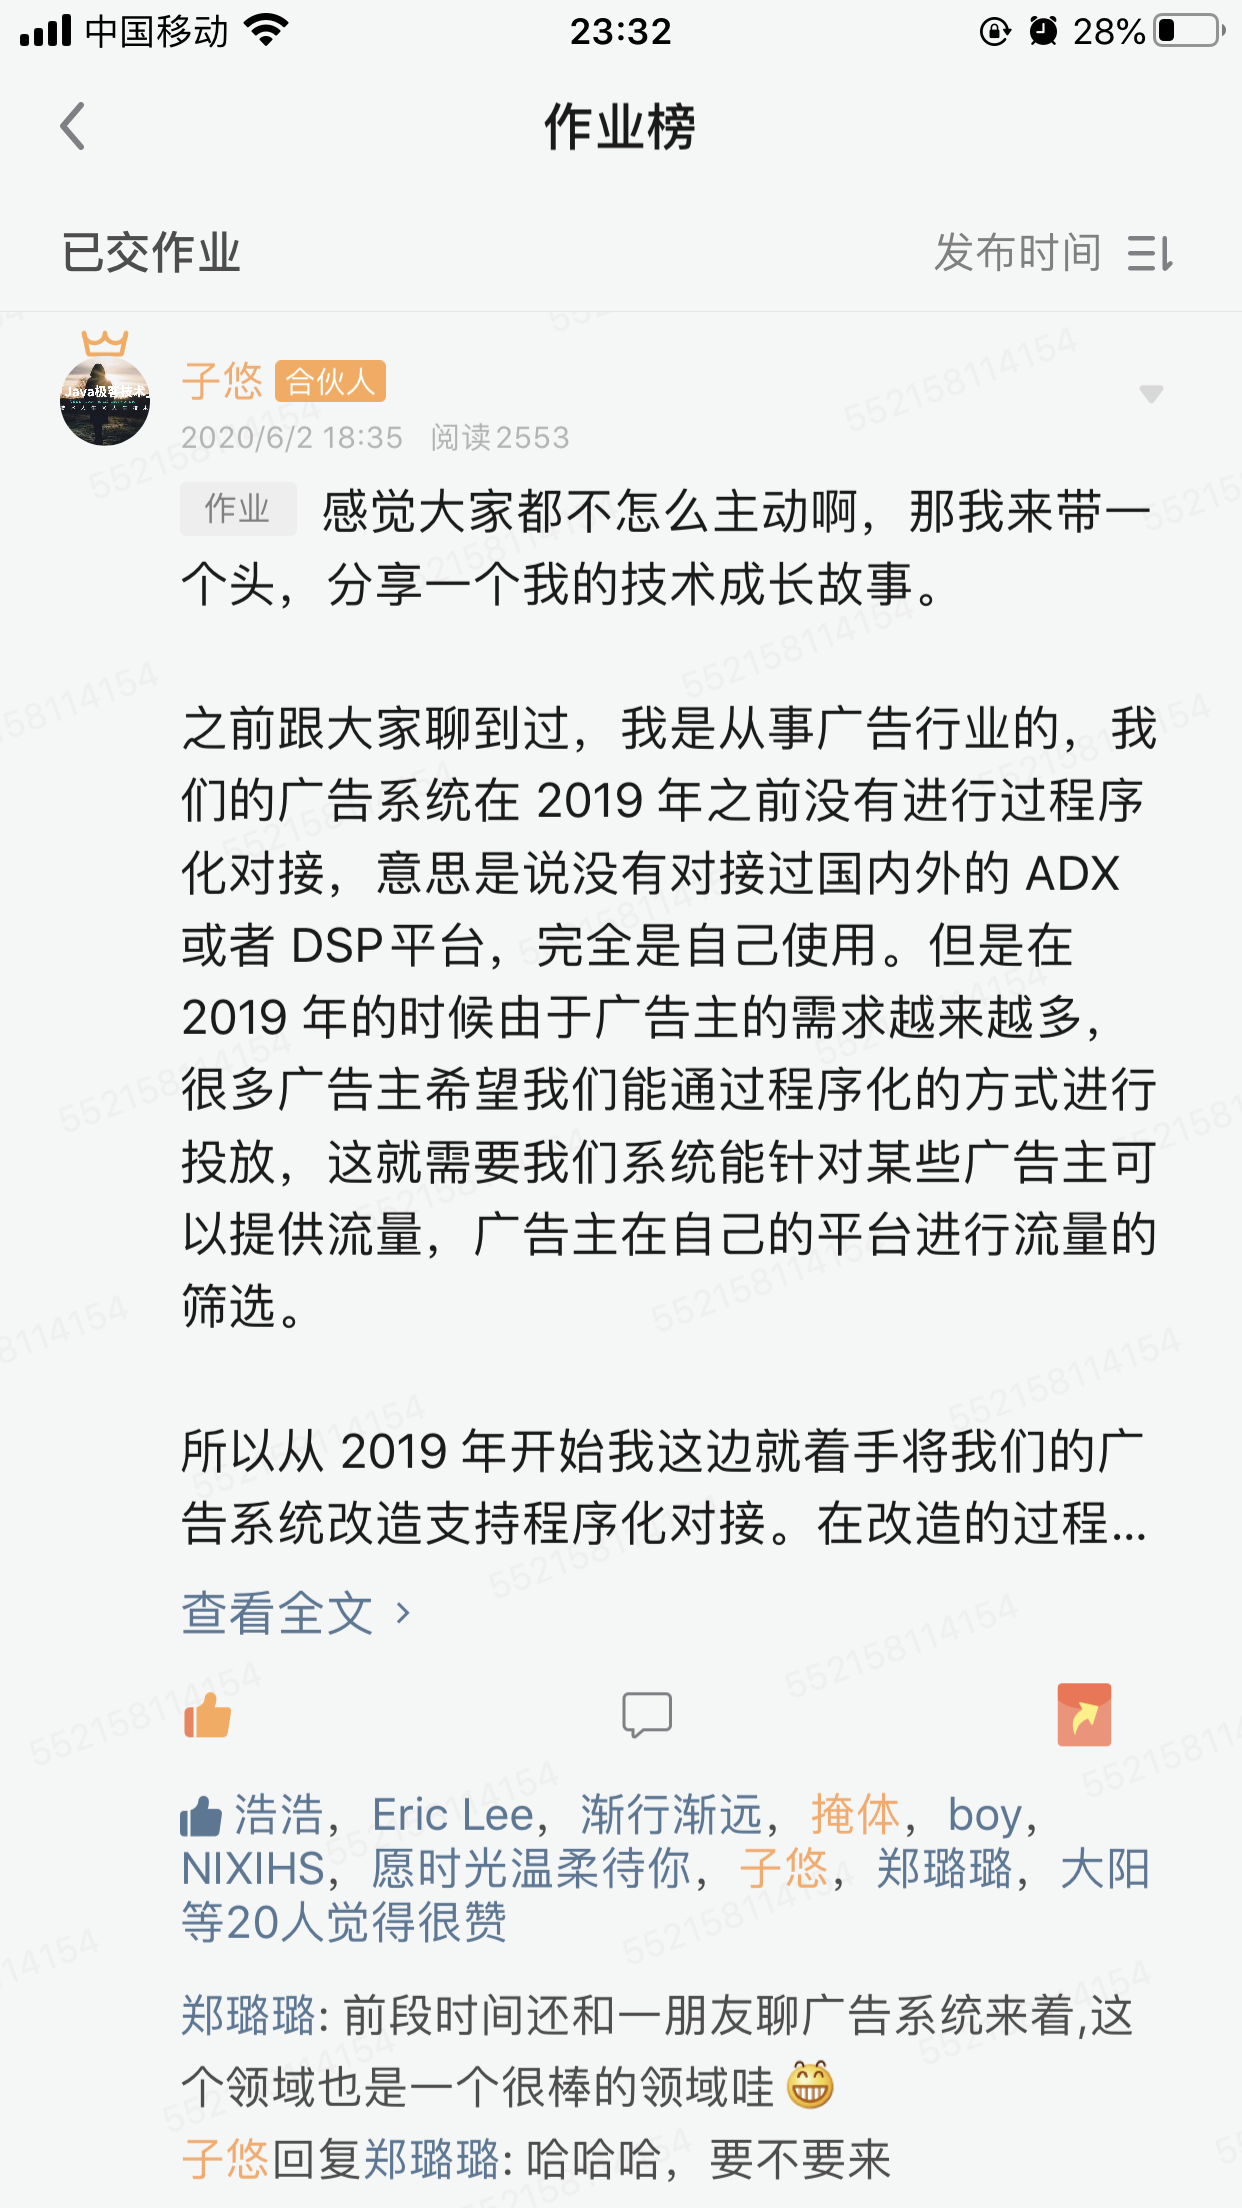 中国移动
23:32
28%
作业榜
已交作业
发布时间
Java极客技术
子悠 合伙人
2020/6/2 18:35 阅读2553
作业 感觉大家都不怎么主动啊，那我来带一
个头，分享一个我的技术成长故事。
之前跟大家聊到过，我是从事广告行业的，我
们的广告系统在 2019 年之前没有进行过程序
化对接，意思是说没有对接过国内外的 ADX
或者 DSP平台，完全是自己使用。但是在
2019 年的时候由于广告主的需求越来越多，
很多广告主希望我们能通过程序化的方式进行
投放，这就需要我们系统能针对某些广告主可
以提供流量，广告主在自己的平台进行流量的
筛选。
所以从 2019 年开始我这边就着手将我们的广
告系统改造支持程序化对接。在改造的过程...
查看全文
浩浩，Eric Lee，渐行渐远，掩体，boy，
NIXIHS，愿时光温柔待你，子悠，郑璐璐，大阳
等20人觉得很赞
郑璐璐: 前段时间还和一朋友聊广告系统来着,这
个领域也是一个很棒的领域哇😁
子悠回复郑璐璐: 哈哈哈，要不要来
552158114154